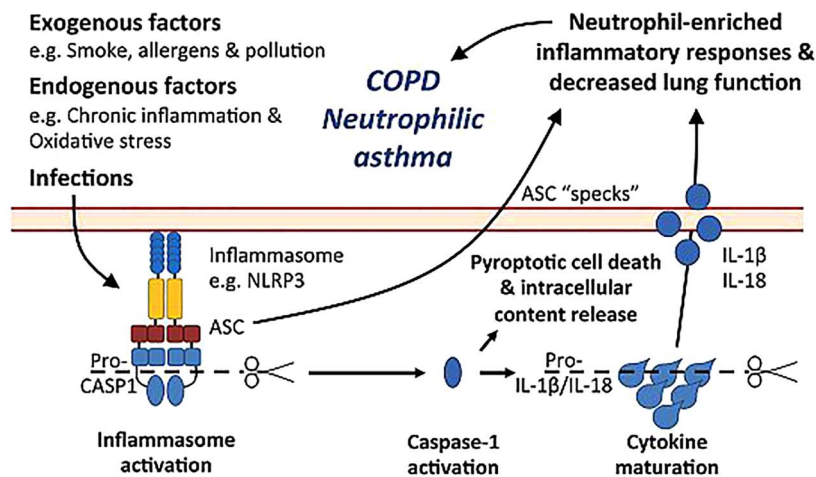 Exogenous factors
e.g. Smoke, allergens & pollution
Endogenous factors
e.g. Chronic inflammation &
Oxidative stress
Infections
COPD
Neutrophilic
asthma
Neutrophil-enriched
inflammatory responses &
decreased lung function
ASC “specks”
Inflammasome
e.g. NLRP3
ASC
Pyroptotic cell death
& intracellular
content release
IL-1β
IL-18
Pro-
CASP1
Pro-
IL-1β/IL-18
Inflammasome
activation
Caspase-1
activation
Cytokine
maturation